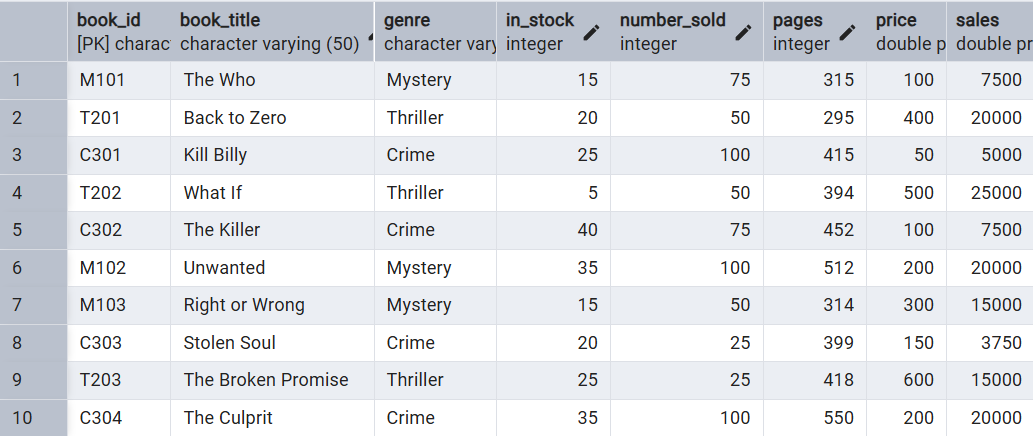 book_id book_title genre in_stock number_sold pages price sales
[PK] charac character varying (50) character vary integer integer integer double p double pr
1 M101 The Who Mystery 15 75 315 100 7500
2 T201 Back to Zero Thriller 20 50 295 400 20000
3 C301 Kill Billy Crime 25 100 415 50 5000
4 T202 What If Thriller 5 50 394 500 25000
5 C302 The Killer Crime 40 75 452 100 7500
6 M102 Unwanted Mystery 35 100 512 200 20000
7 M103 Right or Wrong Mystery 15 50 314 300 15000
8 C303 Stolen Soul Crime 20 25 399 150 3750
9 T203 The Broken Promise Thriller 25 25 418 600 15000
10 C304 The Culprit Crime 35 100 550 200 20000